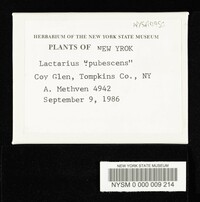 HERBARIUM OF THE NEW YORK STATE MUSEUM
PLANTS OF NEW YROK
Lactarius "pubescens"
Coy Glen, Tompkins Co., NY
A. Methven 4942
September 9, 1986
NEW YORK STATE MUSEUM
NYSM 0 000 009 214